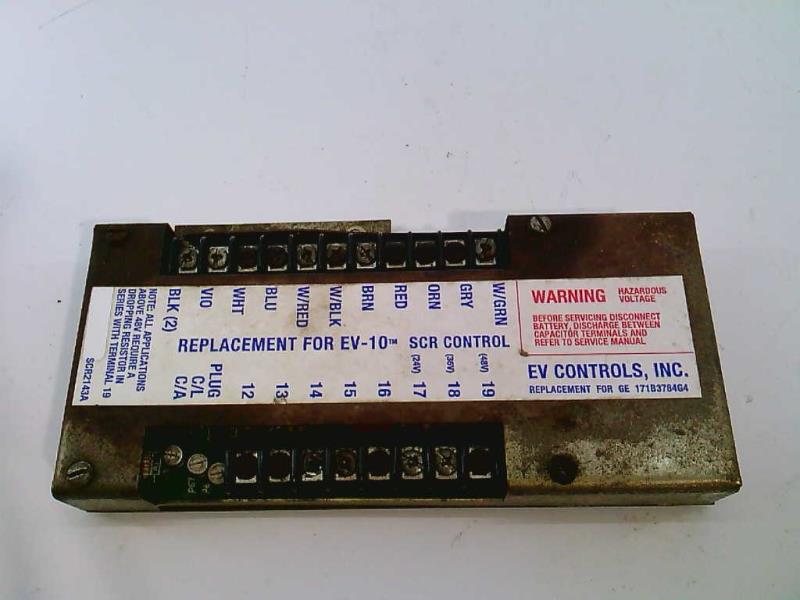 BLK (2)
VIO
WHT
BLU
W/RED
W/BLK
BRN
RED
ORN
GRY
W/GRN
REPLACEMENT FOR EV-10™ SCR CONTROL
C/A
C/L
PLUG
12
13
14
15
16
17 (24V)
18 (36V)
19 (48V)
NOTE: ALL APPLICATIONS
ABOVE 48V REQUIRE A
DROPPING RESISTOR IN
SERIES WITH TERMINAL 19
SCR2143A
WARNING HAZARDOUS
VOLTAGE
BEFORE SERVICING DISCONNECT
BATTERY, DISCHARGE BETWEEN
CAPACITOR TERMINALS AND
REFER TO SERVICE MANUAL
EV CONTROLS, INC.
REPLACEMENT FOR GE 171B3784G4